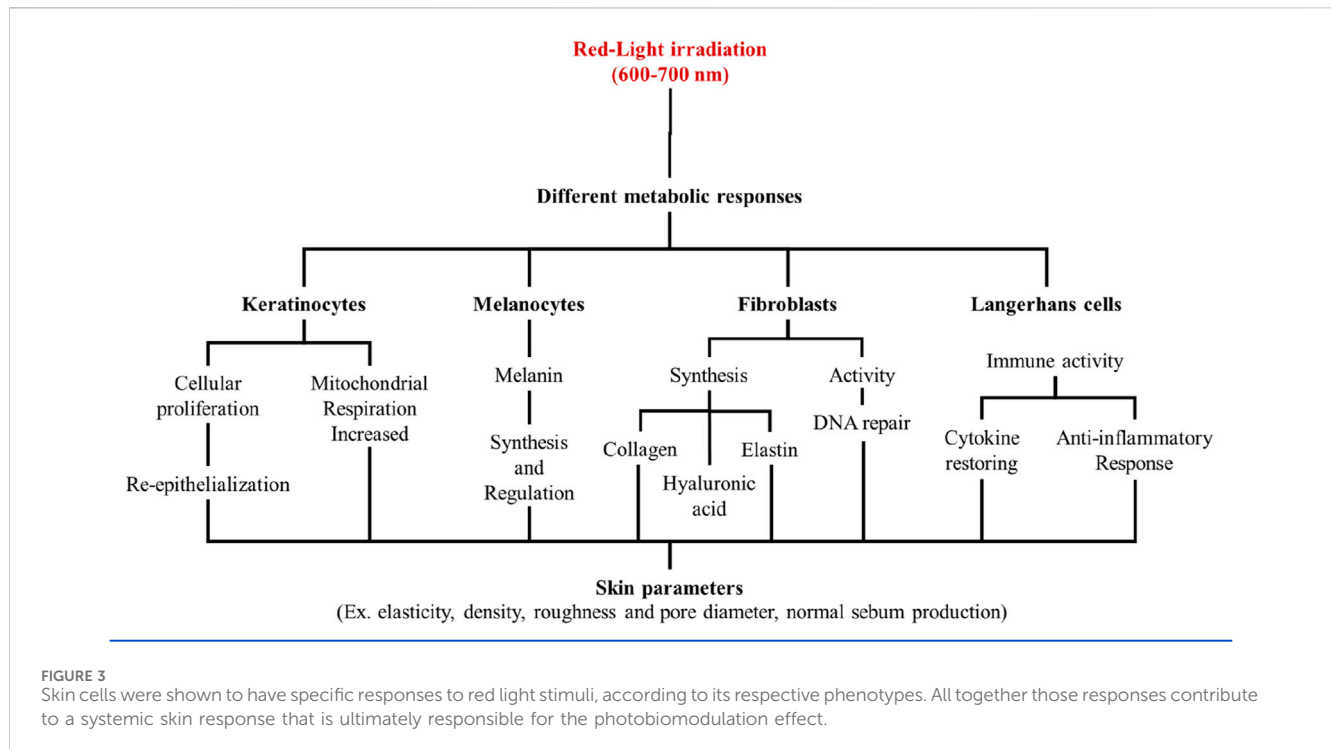 Red-Light irradiation
(600-700 nm)
Different metabolic responses
Keratinocytes
Melanocytes
Fibroblasts
Langerhans cells
Cellular
proliferation
Re-epithelialization
Mitochondrial
Respiration
Increased
Melanin
Synthesis
and
Regulation
Synthesis
Collagen
Hyaluronic
acid
Elastin
Activity
DNA repair
Immune activity
Cytokine
restoring
Anti-inflammatory
Response
Skin parameters
(Ex. elasticity, density, roughness and pore diameter, normal sebum production)
FIGURE 3
Skin cells were shown to have specific responses to red light stimuli, according to its respective phenotypes. All together those responses contribute
to a systemic skin response that is ultimately responsible for the photobiomodulation effect.